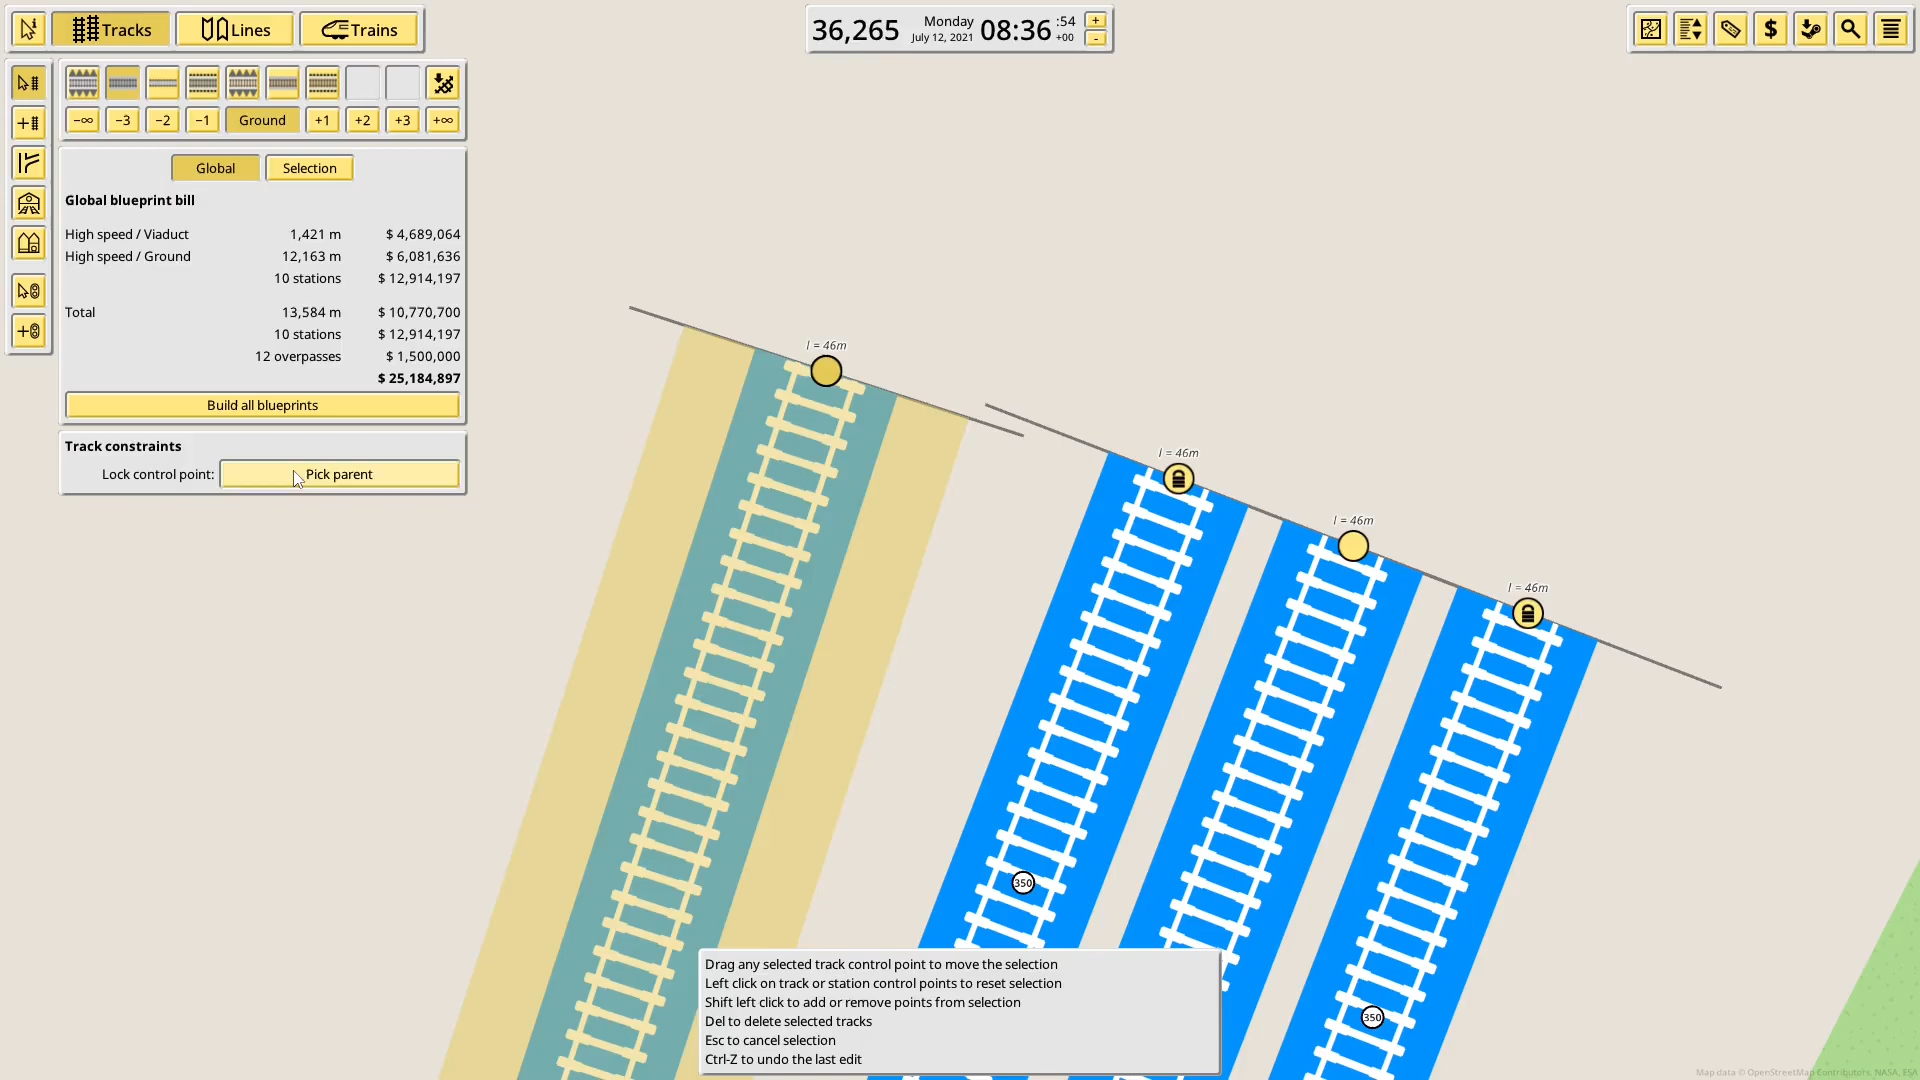 Tracks
Lines
Trains
36,265
Monday
July 12, 2021
08:36
:54
+00
+
-
−∞
−3
−2
−1
Ground
+1
+2
+3
+∞
Global
Selection
Global blueprint bill
High speed / Viaduct 1,421 m $ 4,689,064
High speed / Ground 12,163 m $ 6,081,636
10 stations $ 12,914,197
Total 13,584 m $ 10,770,700
10 stations $ 12,914,197
12 overpasses $ 1,500,000
$ 25,184,897
Build all blueprints
Track constraints
Lock control point: Pick parent
l = 46m
l = 46m
l = 46m
l = 46m
350
350
Drag any selected track control point to move the selection
Left click on track or station control points to reset selection
Shift left click to add or remove points from selection
Del to delete selected tracks
Esc to cancel selection
Ctrl-Z to undo the last edit
Map data © OpenStreetMap Contributors, NASA, ESA